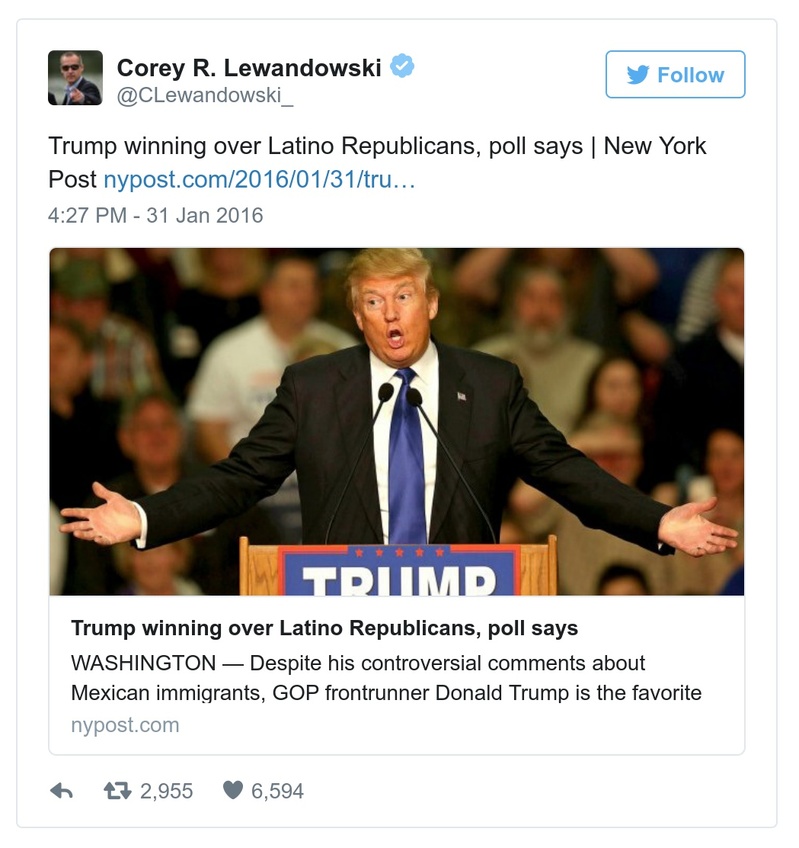 Corey R. Lewandowski
@CLewandowski_
Follow
Trump winning over Latino Republicans, poll says | New York
Post nypost.com/2016/01/31/tru…
4:27 PM - 31 Jan 2016
TRUMP
Trump winning over Latino Republicans, poll says
WASHINGTON — Despite his controversial comments about
Mexican immigrants, GOP frontrunner Donald Trump is the favorite
nypost.com
2,955 6,594